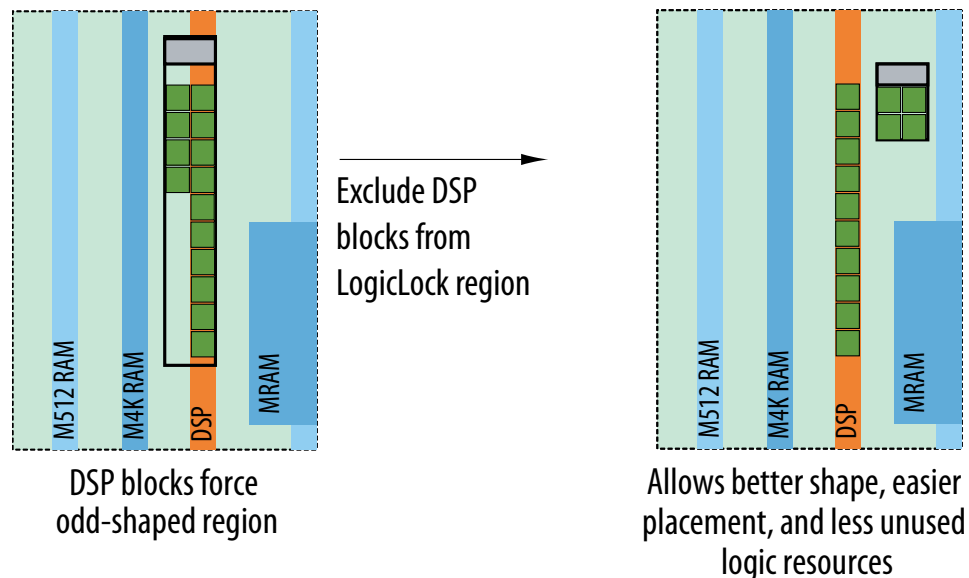 M512 RAM
M4K RAM
DSP
MRAM
DSP blocks force
odd-shaped region
Exclude DSP
blocks from
LogicLock region
M512 RAM
M4K RAM
DSP
MRAM
Allows better shape, easier
placement, and less unused
logic resources